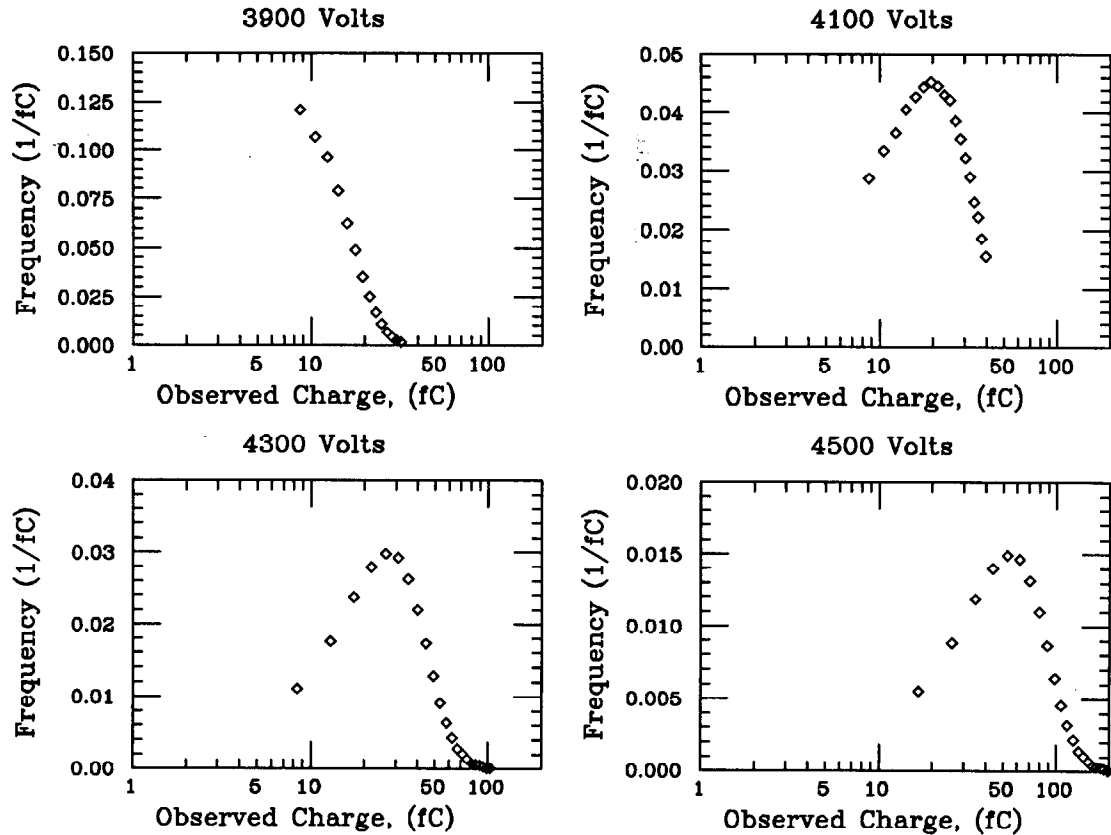 3900 Volts
Frequency (1/fC)
0.150
0.125
0.100
0.075
0.050
0.025
0.000
1 5 10 50 100
Observed Charge, (fC)
4100 Volts
Frequency (1/fC)
0.05
0.04
0.03
0.02
0.01
0.00
1 5 10 50 100
Observed Charge, (fC)
4300 Volts
Frequency (1/fC)
0.04
0.03
0.02
0.01
0.00
1 5 10 50 100
Observed Charge, (fC)
4500 Volts
Frequency (1/fC)
0.020
0.015
0.010
0.005
0.000
1 5 10 50 100
Observed Charge, (fC)